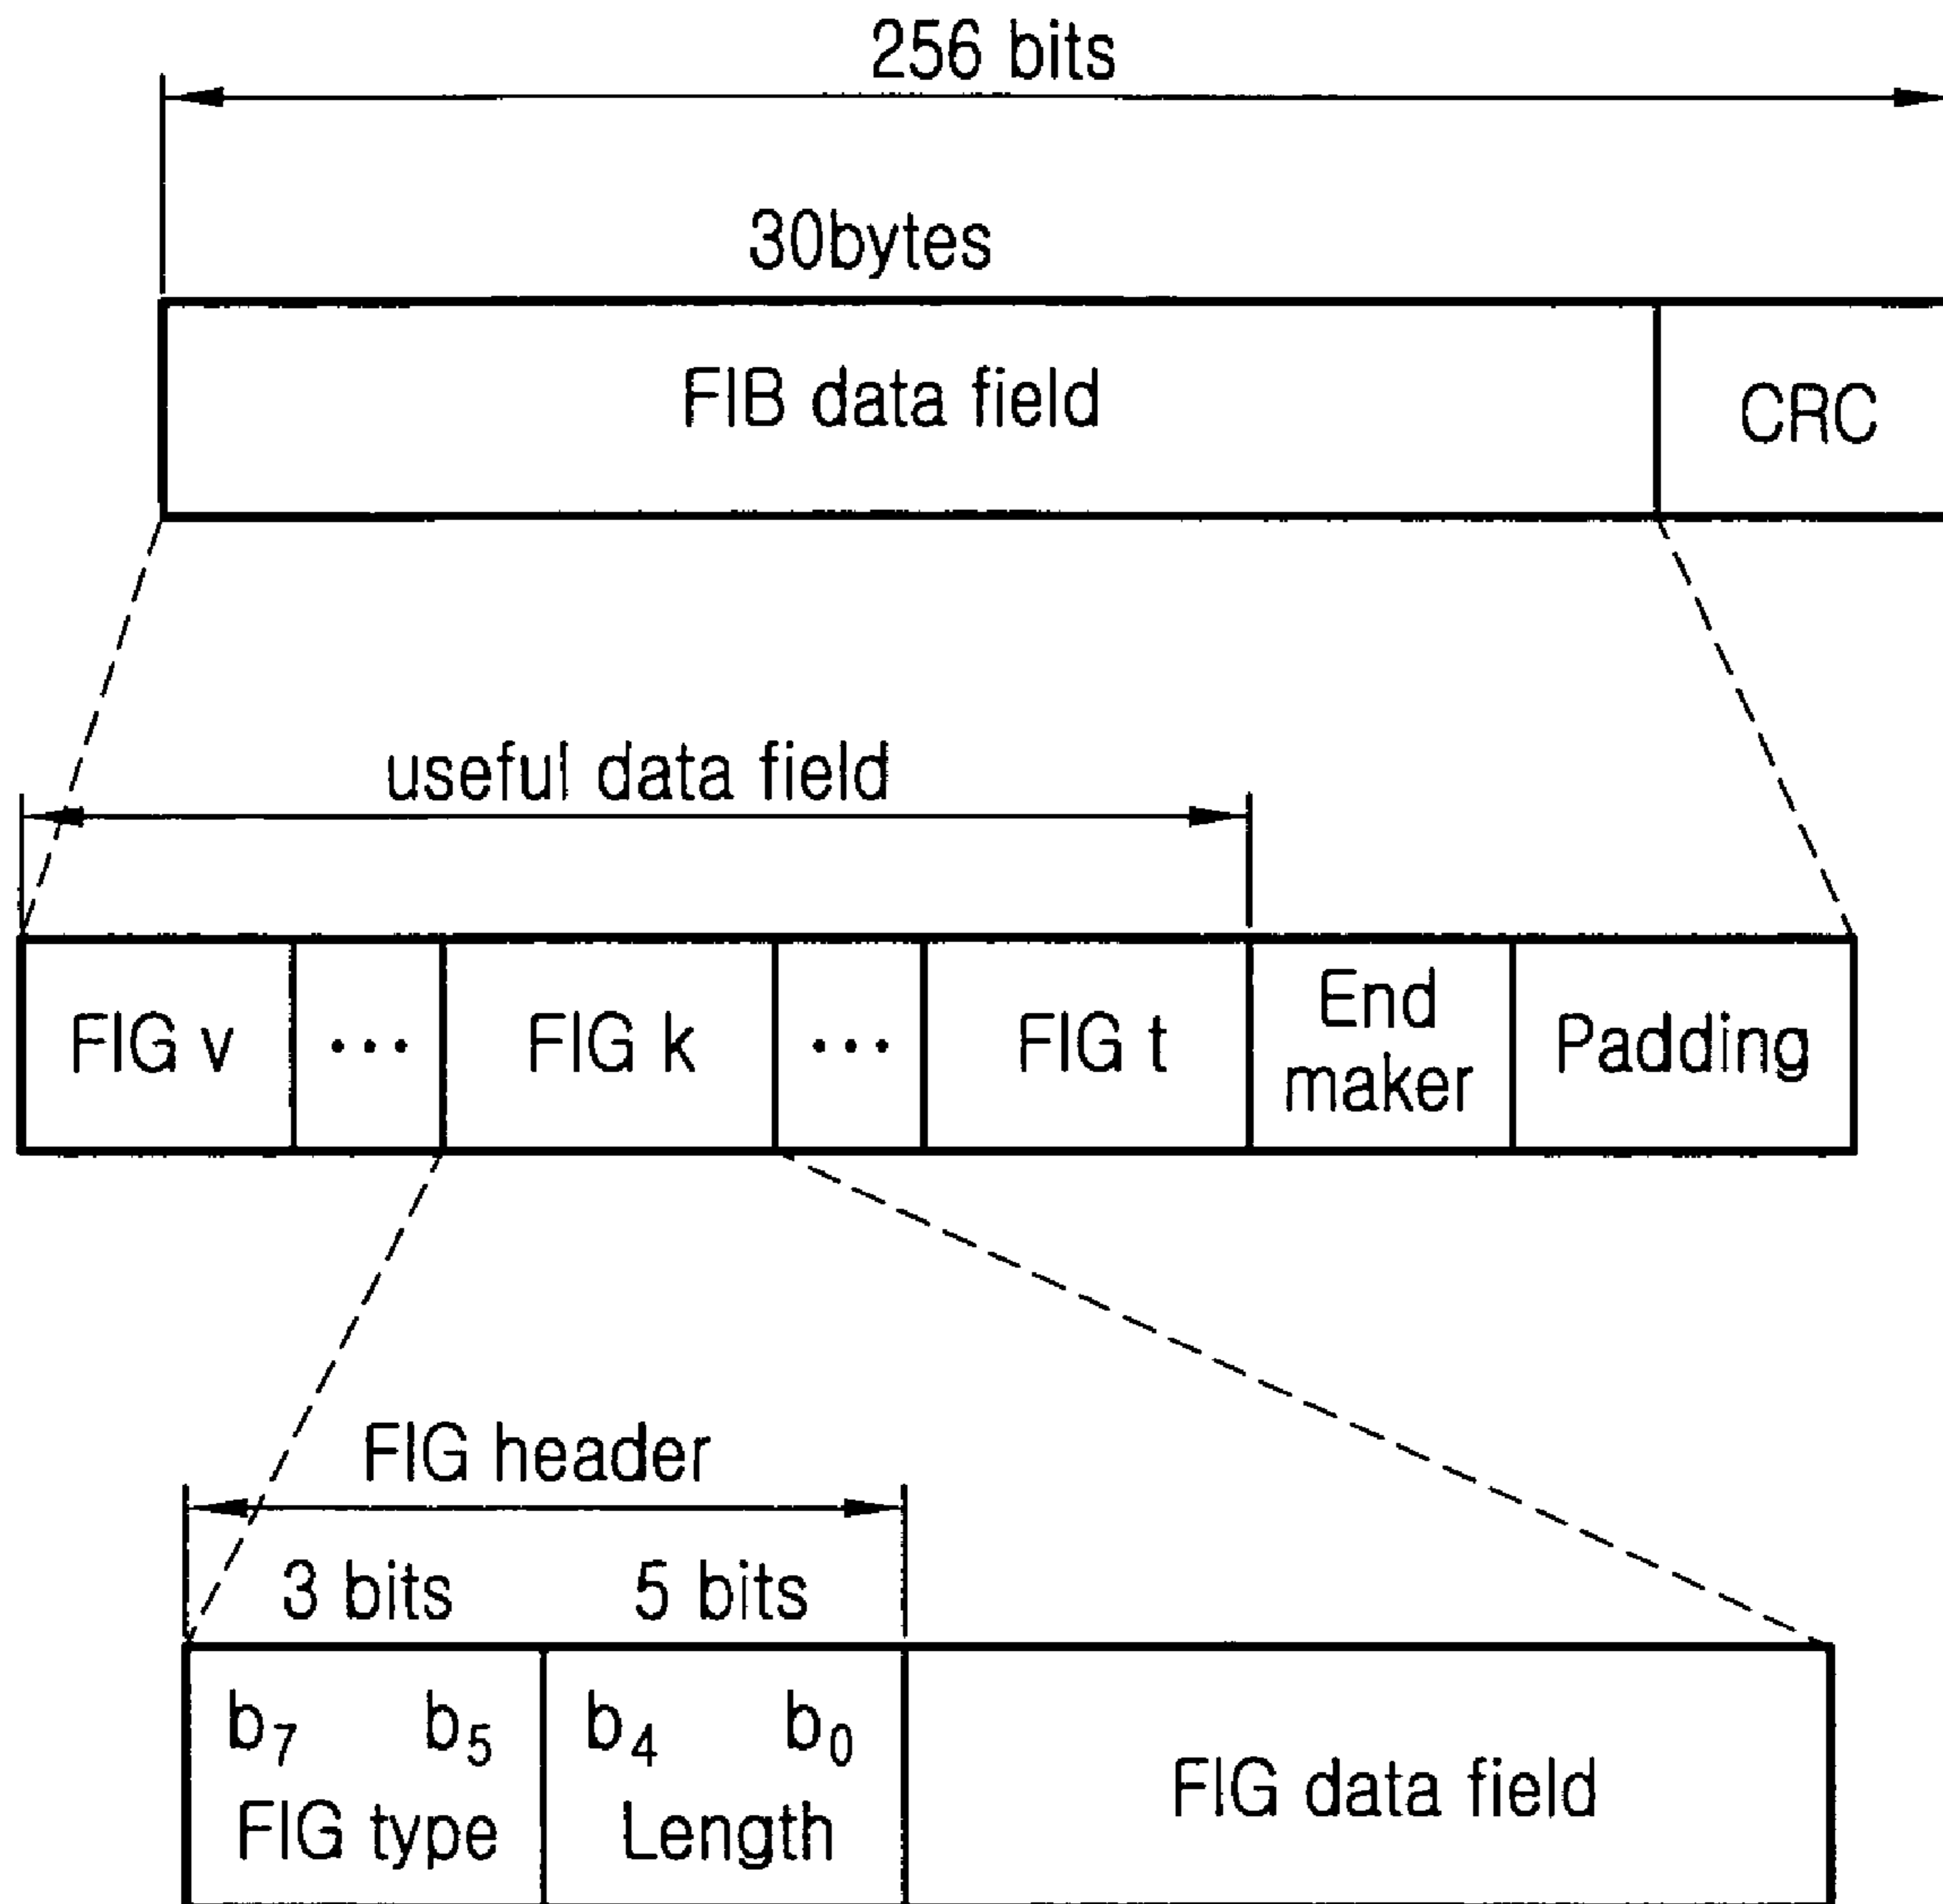 256 bits
30bytes
FIB data field
CRC
useful data field
FIG v
...
FIG k
...
FIG t
End
maker
Padding
FIG header
3 bits
5 bits
b7
b5
b4
b0
FIG type
Length
FIG data field